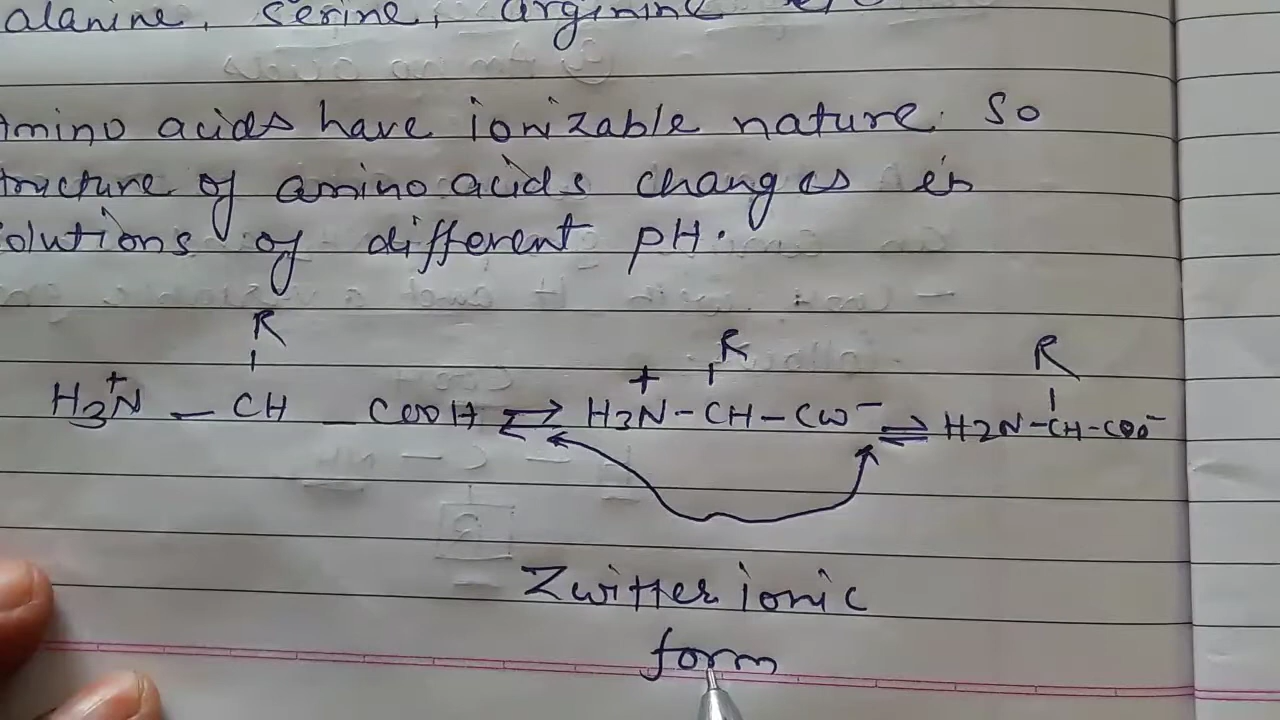 alanine, serine, arginine
amino acids have ionizable nature. So
tructure of amino acids changes in
olutions of different pH.
R R R
H3N+ – CH – COOH ⇌ H3N+ – CH – COO– ⇌ H2N – CH – COO–
Zwitter ionic
form